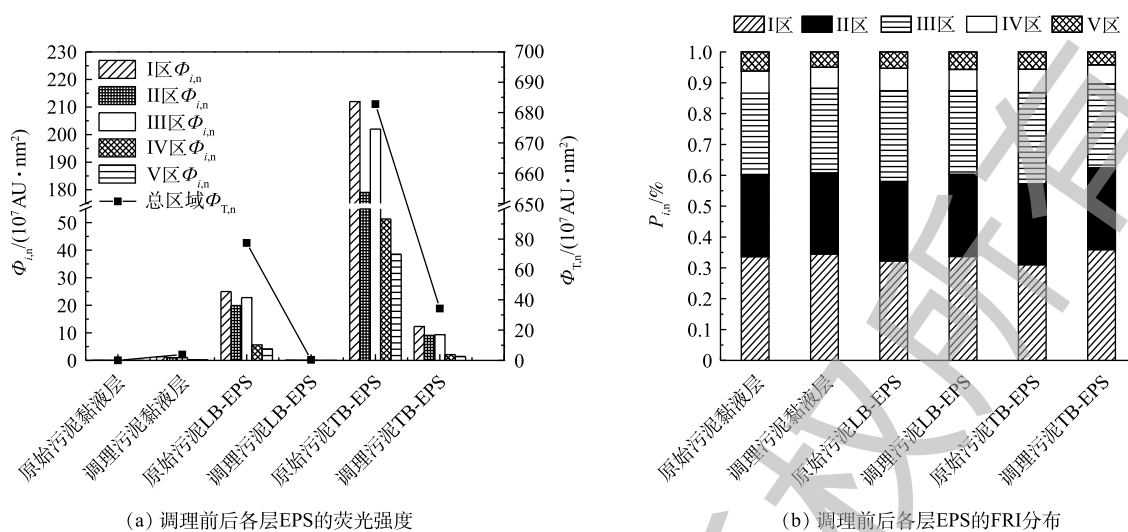 230
220
210
200
190
180
50
40
30
20
10
0
Φi,n/(10⁷AU·nm²)
I区Φi,n
II区Φi,n
III区Φi,n
IV区Φi,n
V区Φi,n
总区域ΦT,n
700
690
680
670
660
650
80
60
40
20
0
ΦT,n/(10⁷AU·nm²)
原始污泥黏液层
调理污泥黏液层
原始污泥LB-EPS
调理污泥LB-EPS
原始污泥TB-EPS
调理污泥TB-EPS
(a) 调理前后各层EPS的荧光强度
I区 II区 III区 IV区 V区
1.0
0.9
0.8
0.7
0.6
0.5
0.4
0.3
0.2
0.1
0
Pi,n/%
原始污泥黏液层
调理污泥黏液层
原始污泥LB-EPS
调理污泥LB-EPS
原始污泥TB-EPS
调理污泥TB-EPS
(b) 调理前后各层EPS的FRI分布
权所有